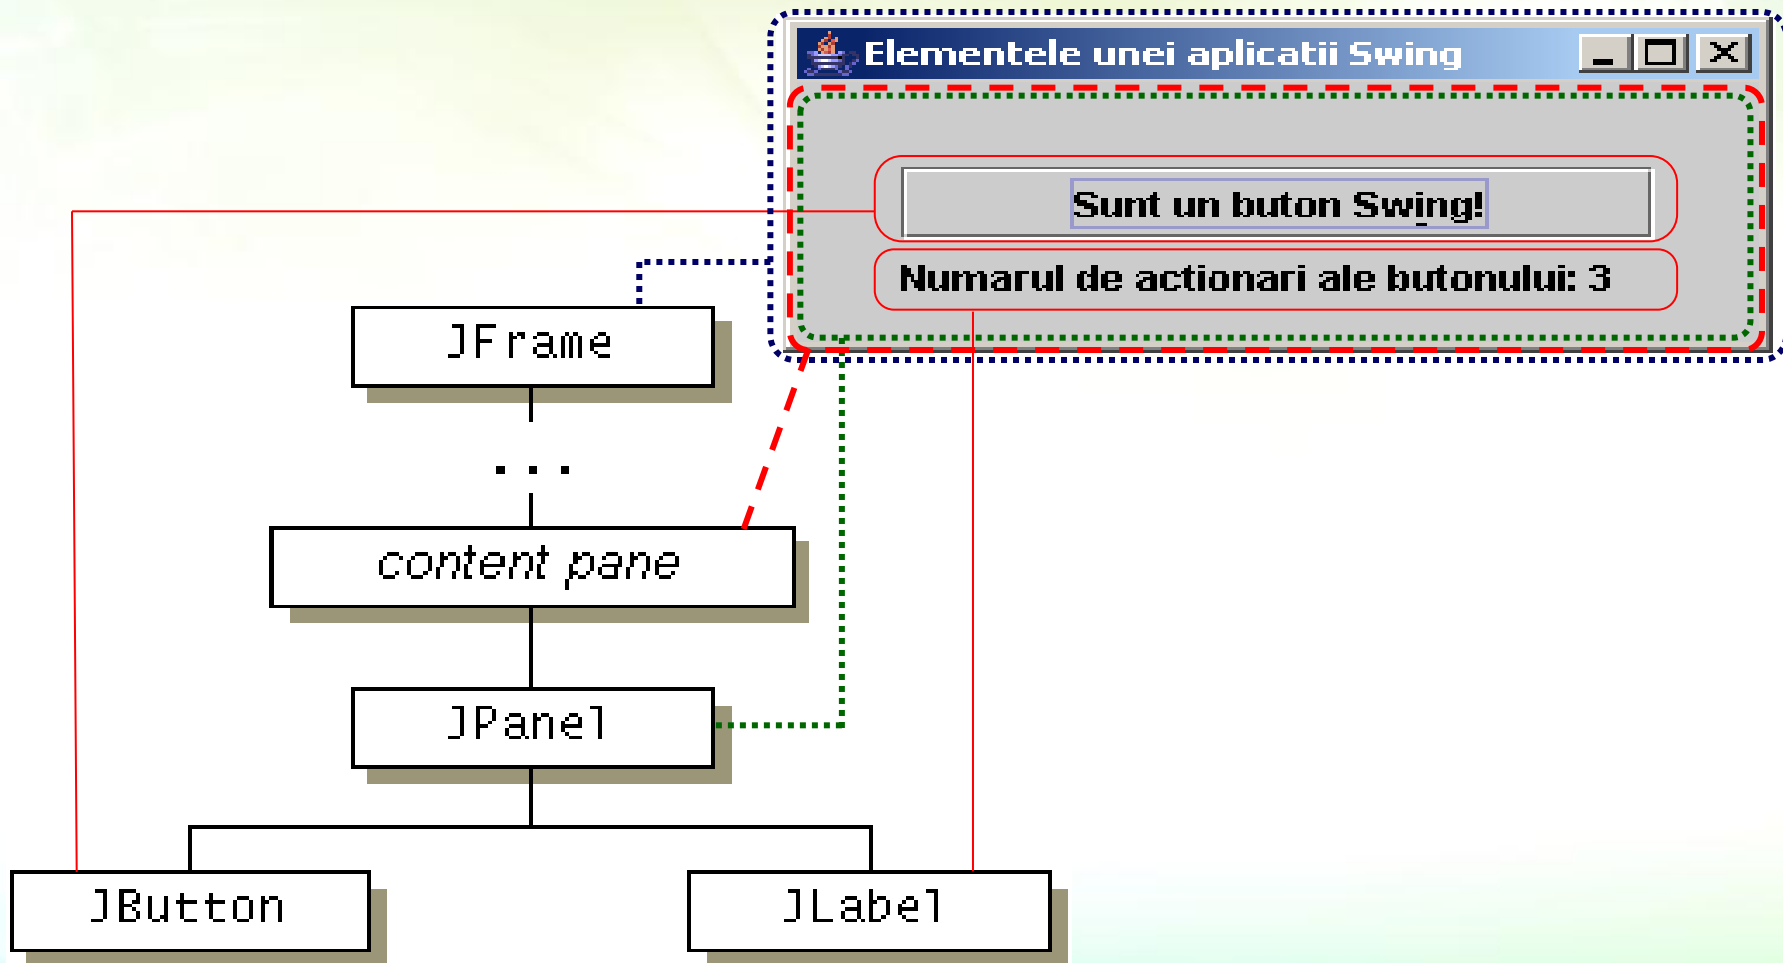 Elementele unei aplicatii Swing
Sunt un buton Swing!
Numarul de actionari ale butonului: 3
JFrame
...
content pane
JPanel
JButton
JLabel